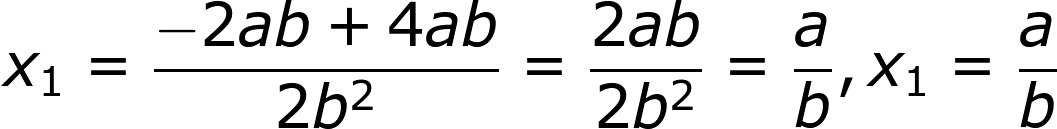 x₁ = (−2ab + 4ab)/(2b²) = (2ab)/(2b²) = a/b, x₁ = a/b